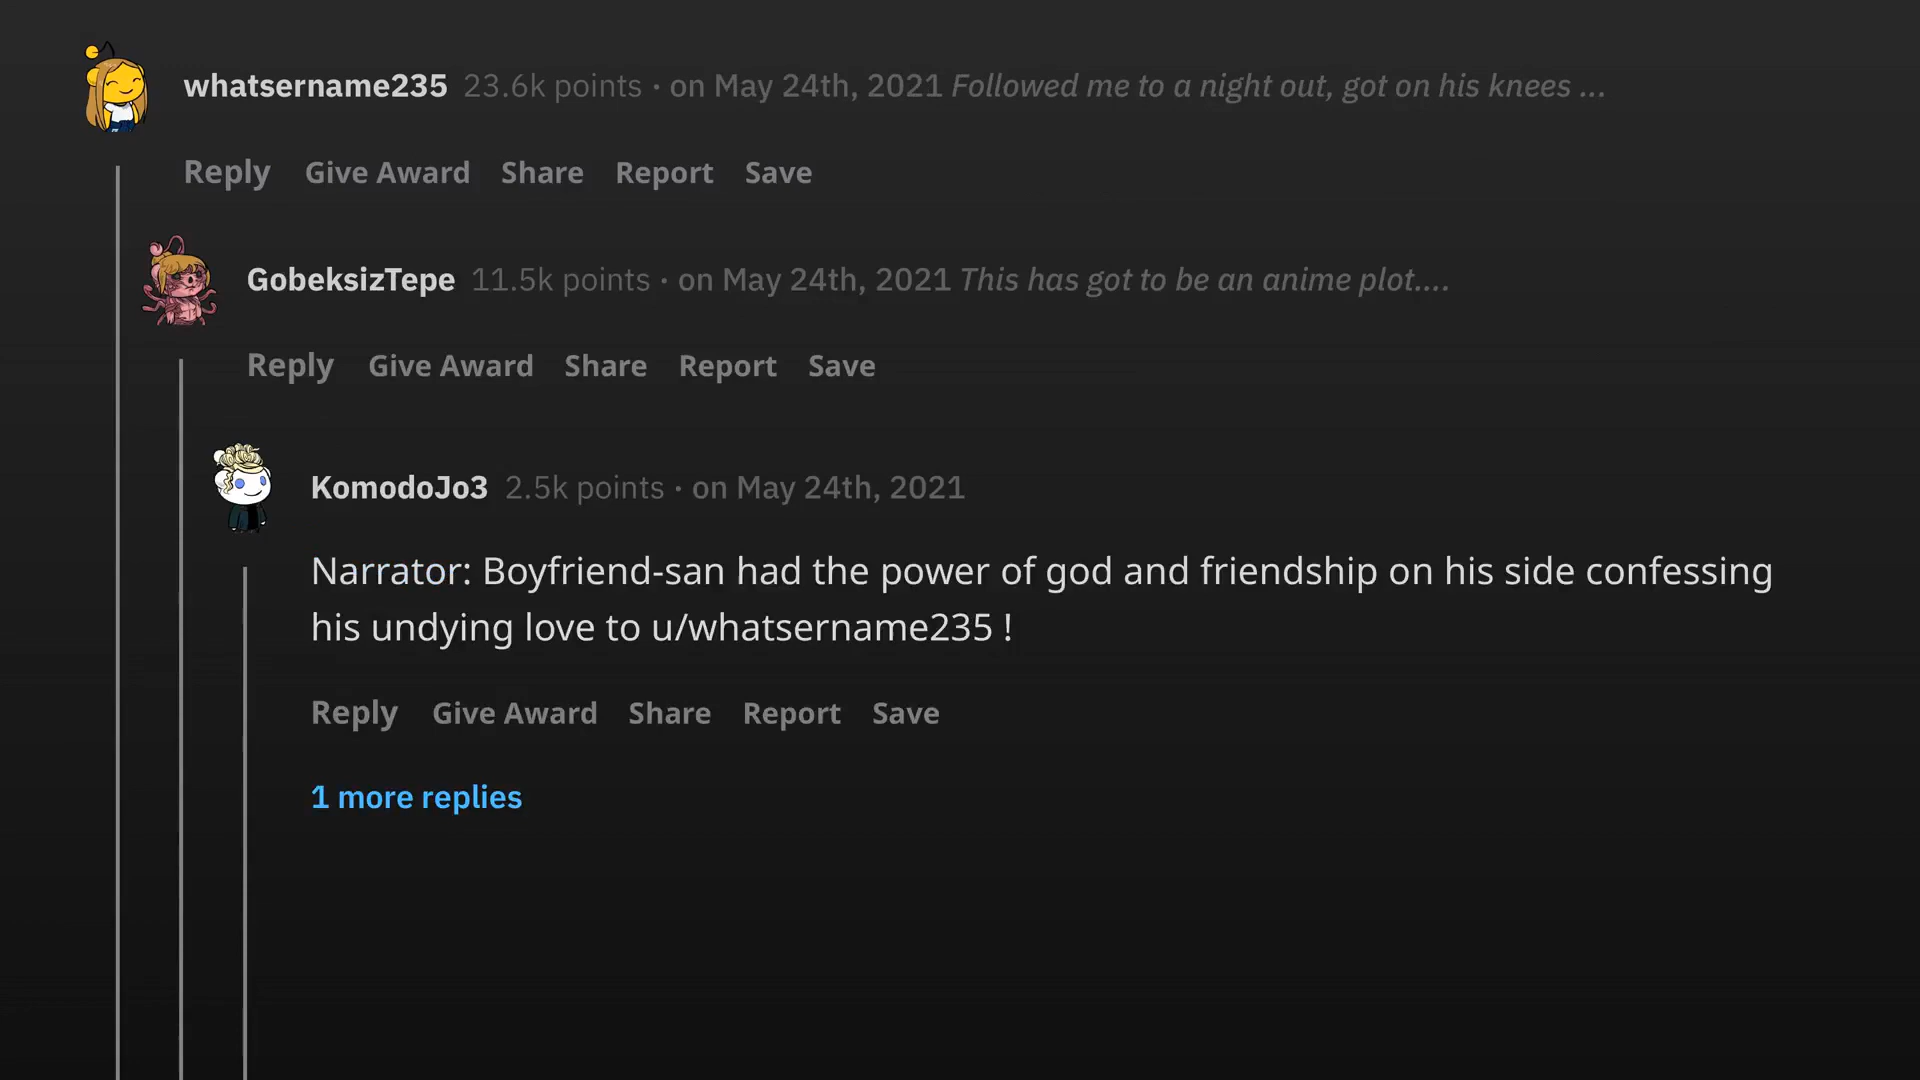 whatsername235 23.6k points · on May 24th, 2021 Followed me to a night out, got on his knees ...
Reply Give Award Share Report Save
GobeksizTepe 11.5k points · on May 24th, 2021 This has got to be an anime plot....
Reply Give Award Share Report Save
KomodoJo3 2.5k points · on May 24th, 2021
Narrator: Boyfriend-san had the power of god and friendship on his side confessing
his undying love to u/whatsername235 !
Reply Give Award Share Report Save
1 more replies